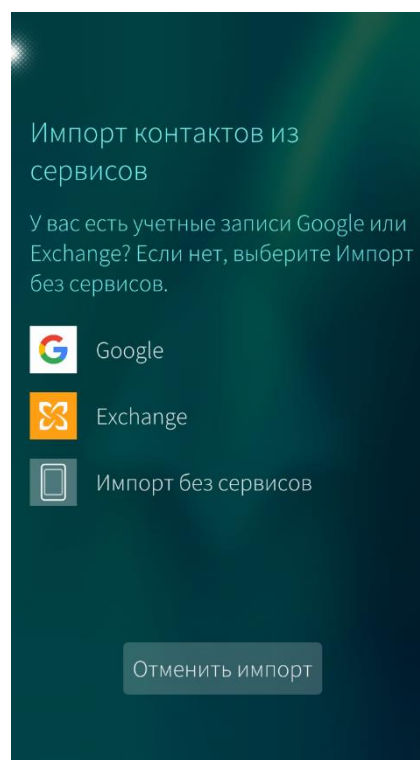 Импорт контактов из
сервисов
У вас есть учетные записи Google или
Exchange? Если нет, выберите Импорт
без сервисов.
Google
Exchange
Импорт без сервисов
Отменить импорт